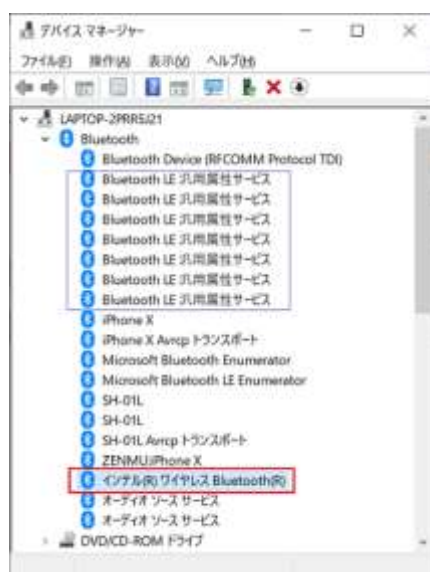 デバイス マネージャー
ファイル(F) 操作(A) 表示(V) ヘルプ(H)
LAPTOP-2PRR5J21
Bluetooth
Bluetooth Device (RFCOMM Protocol TDI)
Bluetooth LE 汎用属性サービス
Bluetooth LE 汎用属性サービス
Bluetooth LE 汎用属性サービス
Bluetooth LE 汎用属性サービス
Bluetooth LE 汎用属性サービス
Bluetooth LE 汎用属性サービス
Bluetooth LE 汎用属性サービス
iPhone X
iPhone X Avrcp トランスポート
Microsoft Bluetooth Enumerator
Microsoft Bluetooth LE Enumerator
SH-01L
SH-01L
SH-01L Avrcp トランスポート
ZENMUiPhone X
インテル(R) ワイヤレス Bluetooth(R)
オーディオ ソース サービス
オーディオ ソース サービス
DVD/CD-ROM ドライブ